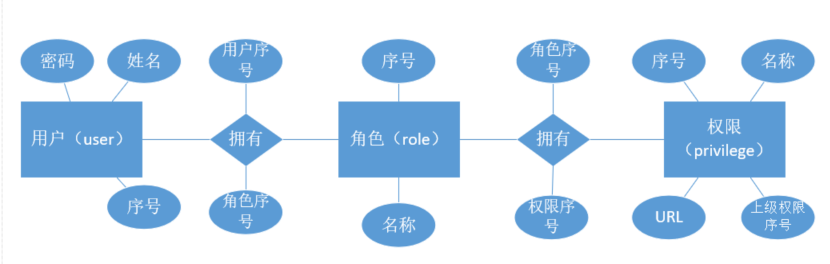 密码
姓名
用户序
号
序号
角色序
号
序号
名称
用户（user）
拥有
角色（role）
拥有
权限
（privilege）
序号
角色序
号
名称
权限序
号
URL
上级权限
序号